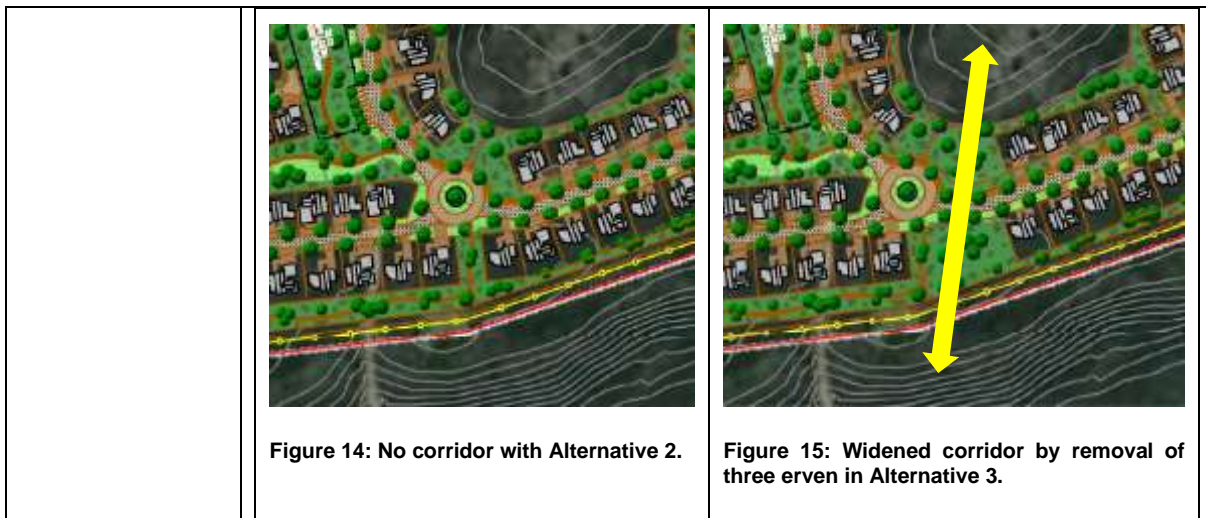 Figure 14: No corridor with Alternative 2.
Figure 15: Widened corridor by removal of
three erven in Alternative 3.